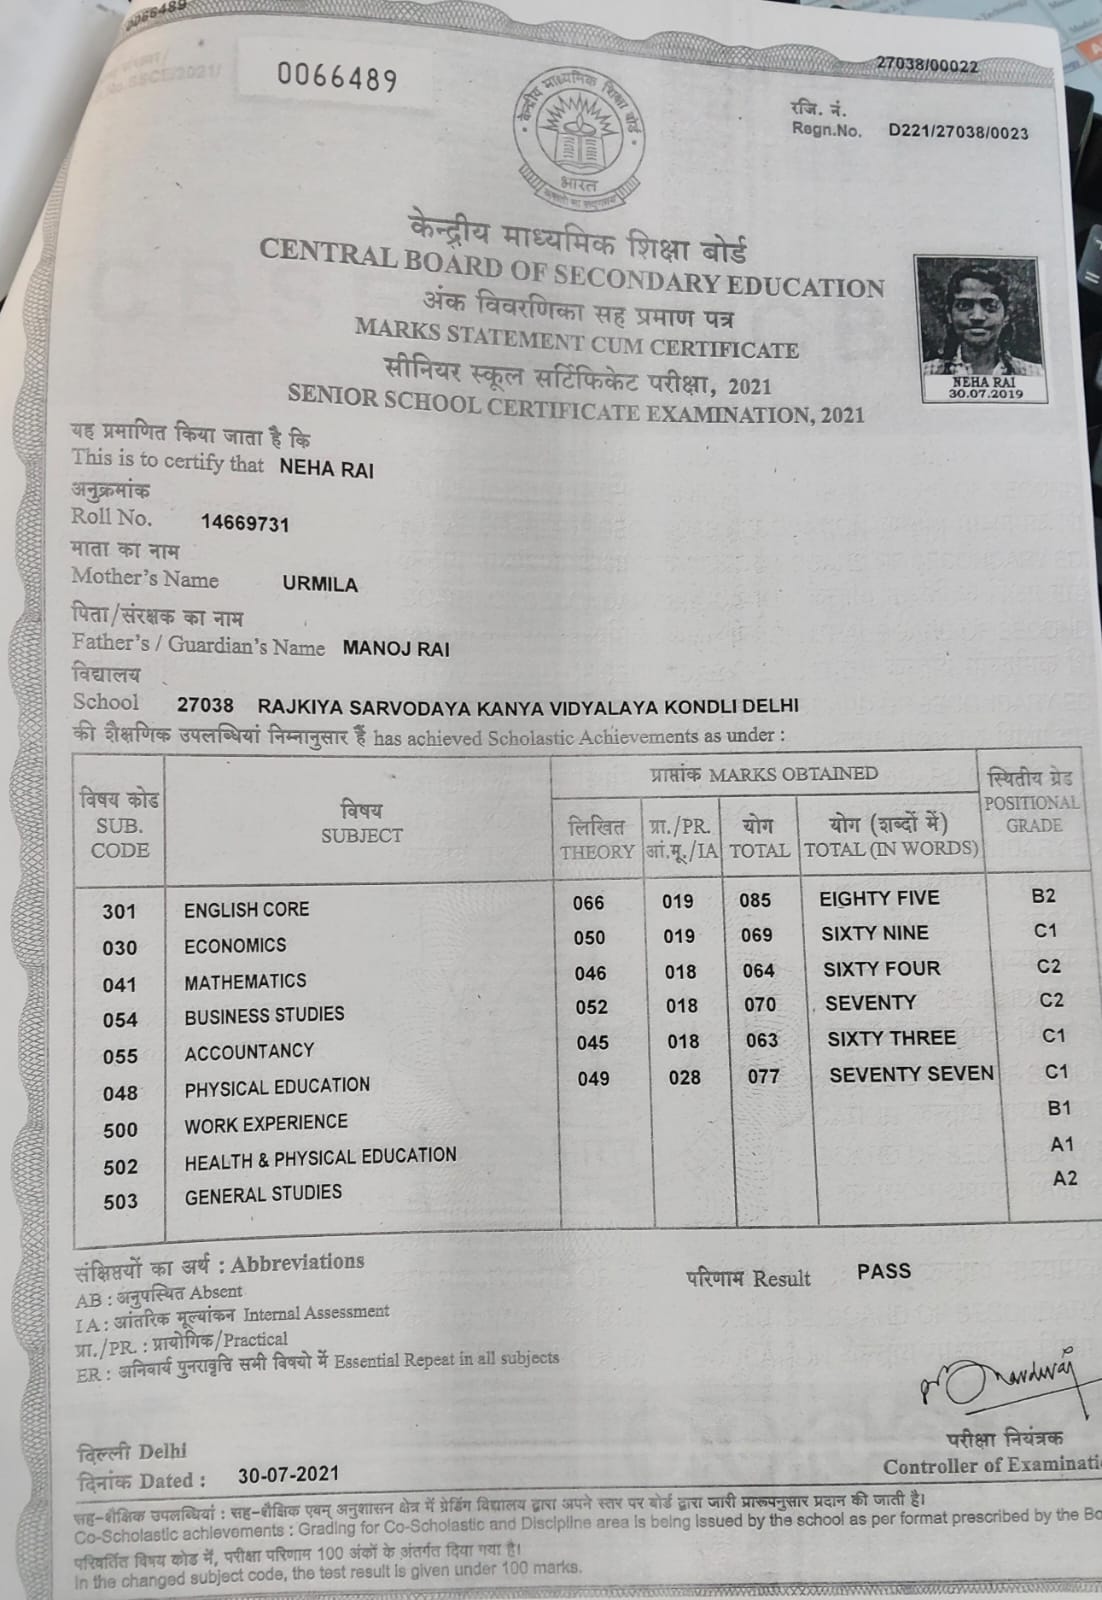 0066489
27038/00022
0066489
रजि. नं.
Regn.No. D221/27038/0023
केन्द्रीय माध्यमिक शिक्षा बोर्ड
भारत
केन्द्रीय माध्यमिक शिक्षा बोर्ड
CENTRAL BOARD OF SECONDARY EDUCATION
अंक विवरणिका सह प्रमाण पत्र
MARKS STATEMENT CUM CERTIFICATE
सीनियर स्कूल सर्टिफिकेट परीक्षा, 2021
SENIOR SCHOOL CERTIFICATE EXAMINATION, 2021
NEHA RAI
30.07.2019
यह प्रमाणित किया जाता है कि
This is to certify that NEHA RAI
अनुक्रमांक
Roll No. 14669731
माता का नाम
Mother's Name URMILA
पिता/संरक्षक का नाम
Father's / Guardian's Name MANOJ RAI
विद्यालय
School 27038 RAJKIYA SARVODAYA KANYA VIDYALAYA KONDLI DELHI
की शैक्षणिक उपलब्धियां निम्नानुसार हैं has achieved Scholastic Achievements as under :
विषय कोड SUB. CODE विषय SUBJECT प्राप्तांक MARKS OBTAINED स्थितीय ग्रेड POSITIONAL GRADE
लिखित THEORY प्रा./PR. आं.मू./IA योग TOTAL योग (शब्दों में) TOTAL (IN WORDS)
301 ENGLISH CORE 066 019 085 EIGHTY FIVE B2
030 ECONOMICS 050 019 069 SIXTY NINE C1
041 MATHEMATICS 046 018 064 SIXTY FOUR C2
054 BUSINESS STUDIES 052 018 070 SEVENTY C2
055 ACCOUNTANCY 045 018 063 SIXTY THREE C1
048 PHYSICAL EDUCATION 049 028 077 SEVENTY SEVEN C1
500 WORK EXPERIENCE B1
502 HEALTH & PHYSICAL EDUCATION A1
503 GENERAL STUDIES A2
संक्षिप्तियों का अर्थ : Abbreviations
AB : अनुपस्थित Absent
IA : आंतरिक मूल्यांकन Internal Assessment
प्रा./PR. : प्रायोगिक/Practical
ER : अनिवार्य पुनरावृत्ति सभी विषयो में Essential Repeat in all subjects
परिणाम Result PASS
दिल्ली Delhi
दिनांक Dated : 30-07-2021
परीक्षा नियंत्रक
Controller of Examinati
सह-शैक्षिक उपलब्धियां : सह-शैक्षिक एवम् अनुशासन क्षेत्र में ग्रेडिंग विद्यालय द्वारा अपने स्तर पर बोर्ड द्वारा जारी प्रारूपनुसार प्रदान की जाती है।
Co-Scholastic achievements : Grading for Co-Scholastic and Discipline area is being issued by the school as per format prescribed by the Bo
परिवर्तित विषय कोड में, परीक्षा परिणाम 100 अंकों के अंतर्गत दिया गया है।
In the changed subject code, the test result is given under 100 marks.